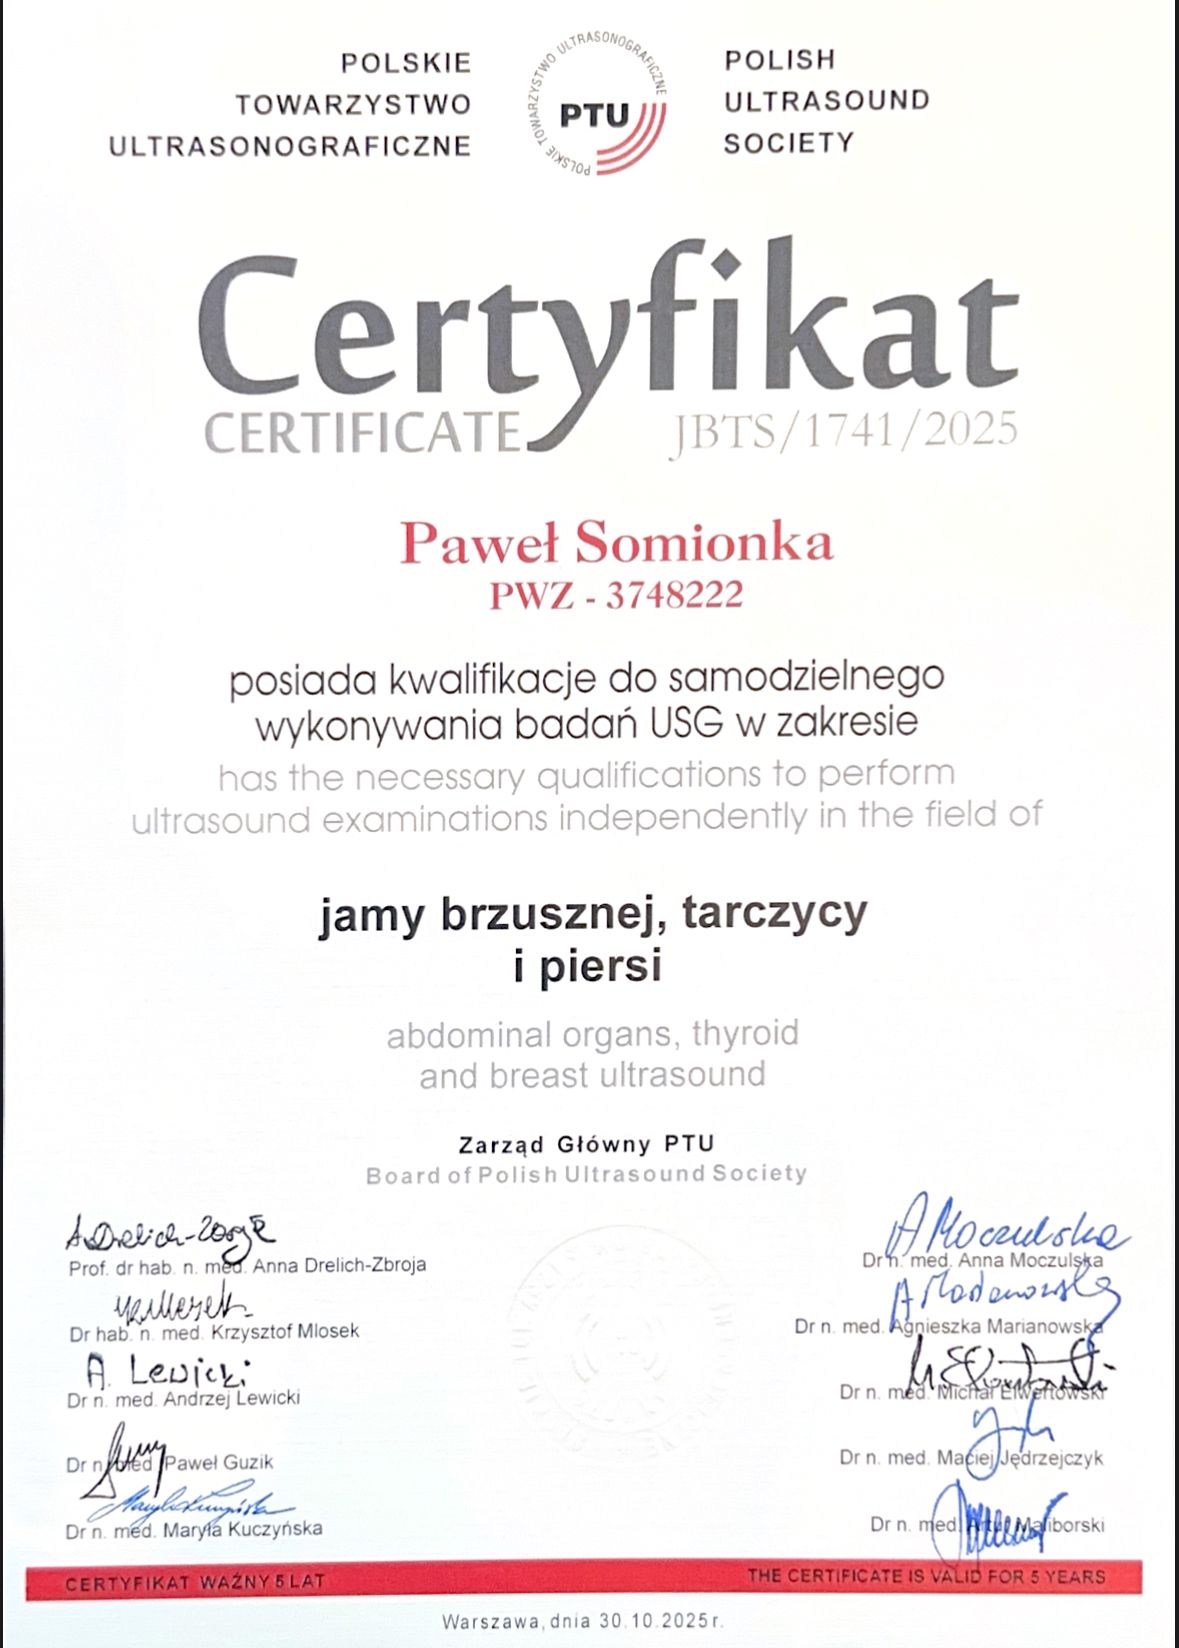 POLSKIE
TOWARZYSTWO
ULTRASONOGRAFICZNE
POLSKIE TOWARZYSTWO ULTRASONOGRAFICZNE
PTU
POLISH
ULTRASOUND
SOCIETY
Certyfikat
CERTIFICATE JBTS/1741/2025
Paweł Somionka
PWZ - 3748222
posiada kwalifikacje do samodzielnego
wykonywania badań USG w zakresie
has the necessary qualifications to perform
ultrasound examinations independently in the field of
jamy brzusznej, tarczycy
i piersi
abdominal organs, thyroid
and breast ultrasound
Zarząd Główny PTU
Board of Polish Ultrasound Society
A. Drelich-
Prof. dr hab. n. med. Anna Drelich-Zbroja
Dr hab. n. med. Krzysztof Mlosek
A. Lewicki
Dr n. med. Andrzej Lewicki
Dr n. med. Paweł Guzik
Dr n. med. Maryla Kuczyńska
A Moczulska
Dr n. med. Anna Moczulska
Dr n. med. Agnieszka Marianowska
Dr n. med. Michał Elwertowski
Dr n. med. Maciej Jędrzejczyk
Dr n. med. Artur Maliborski
CERTYFIKAT WAŻNY 5 LAT
THE CERTIFICATE IS VALID FOR 5 YEARS
Warszawa, dnia 30.10.2025 r.